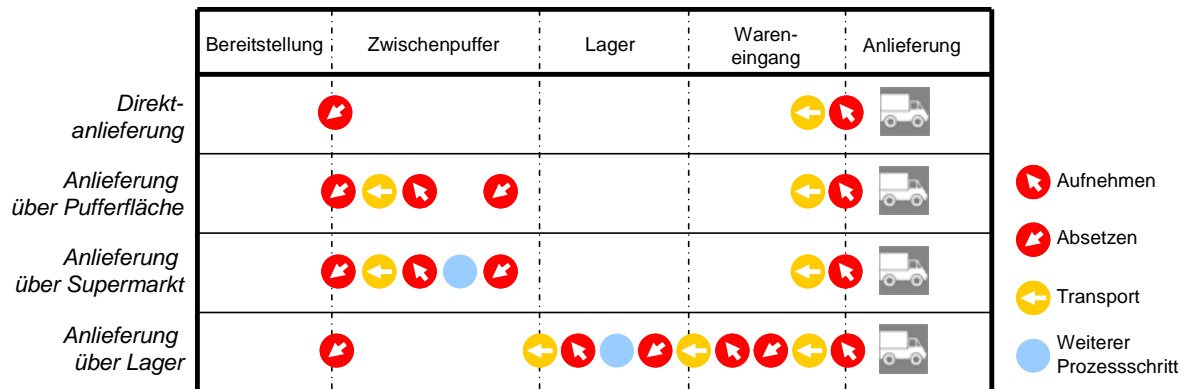 Bereitstellung Zwischenpuffer Lager Waren-
eingang Anlieferung
Direkt-
anlieferung
Anlieferung
über Pufferfläche
Anlieferung
über Supermarkt
Anlieferung
über Lager
Aufnehmen
Absetzen
Transport
Weiterer
Prozessschritt